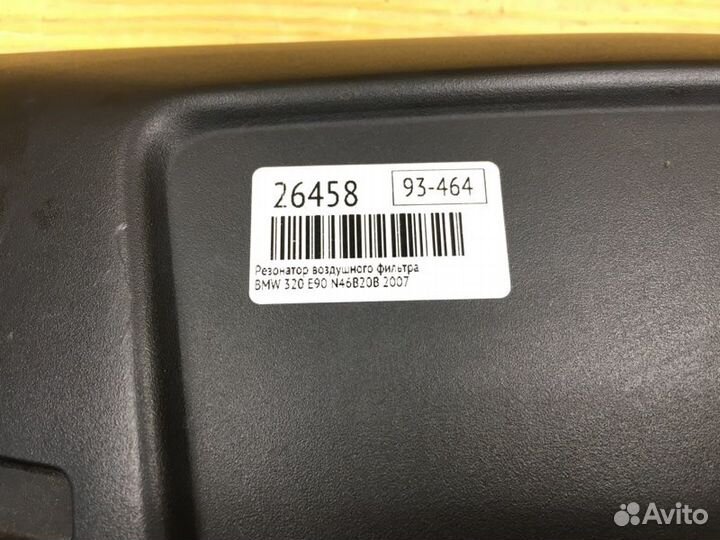 26458 93-464
Резонатор воздушного фильтра
BMW 320 E90 N46B20B 2007
Avito